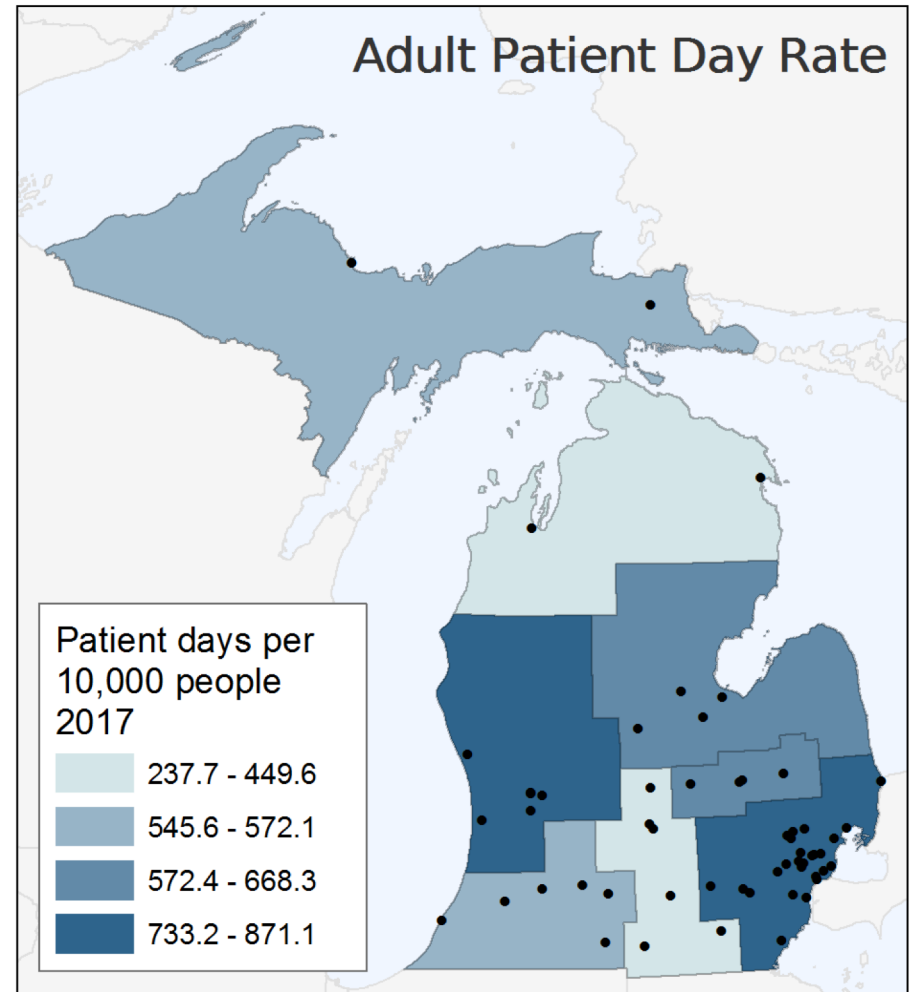 Adult Patient Day Rate
Patient days per
10,000 people
2017
237.7 - 449.6
545.6 - 572.1
572.4 - 668.3
733.2 - 871.1